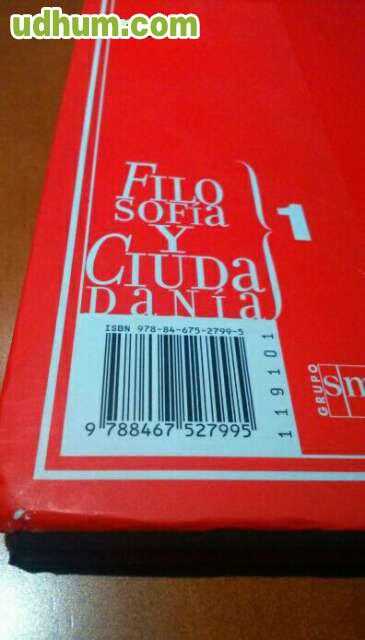 udhum.com
FILO
SOFÍA
Y
CIUDA
DANÍA
1
ISBN 978-84-675-2799-5
9 788467 527995
119101
GRUPO
sm